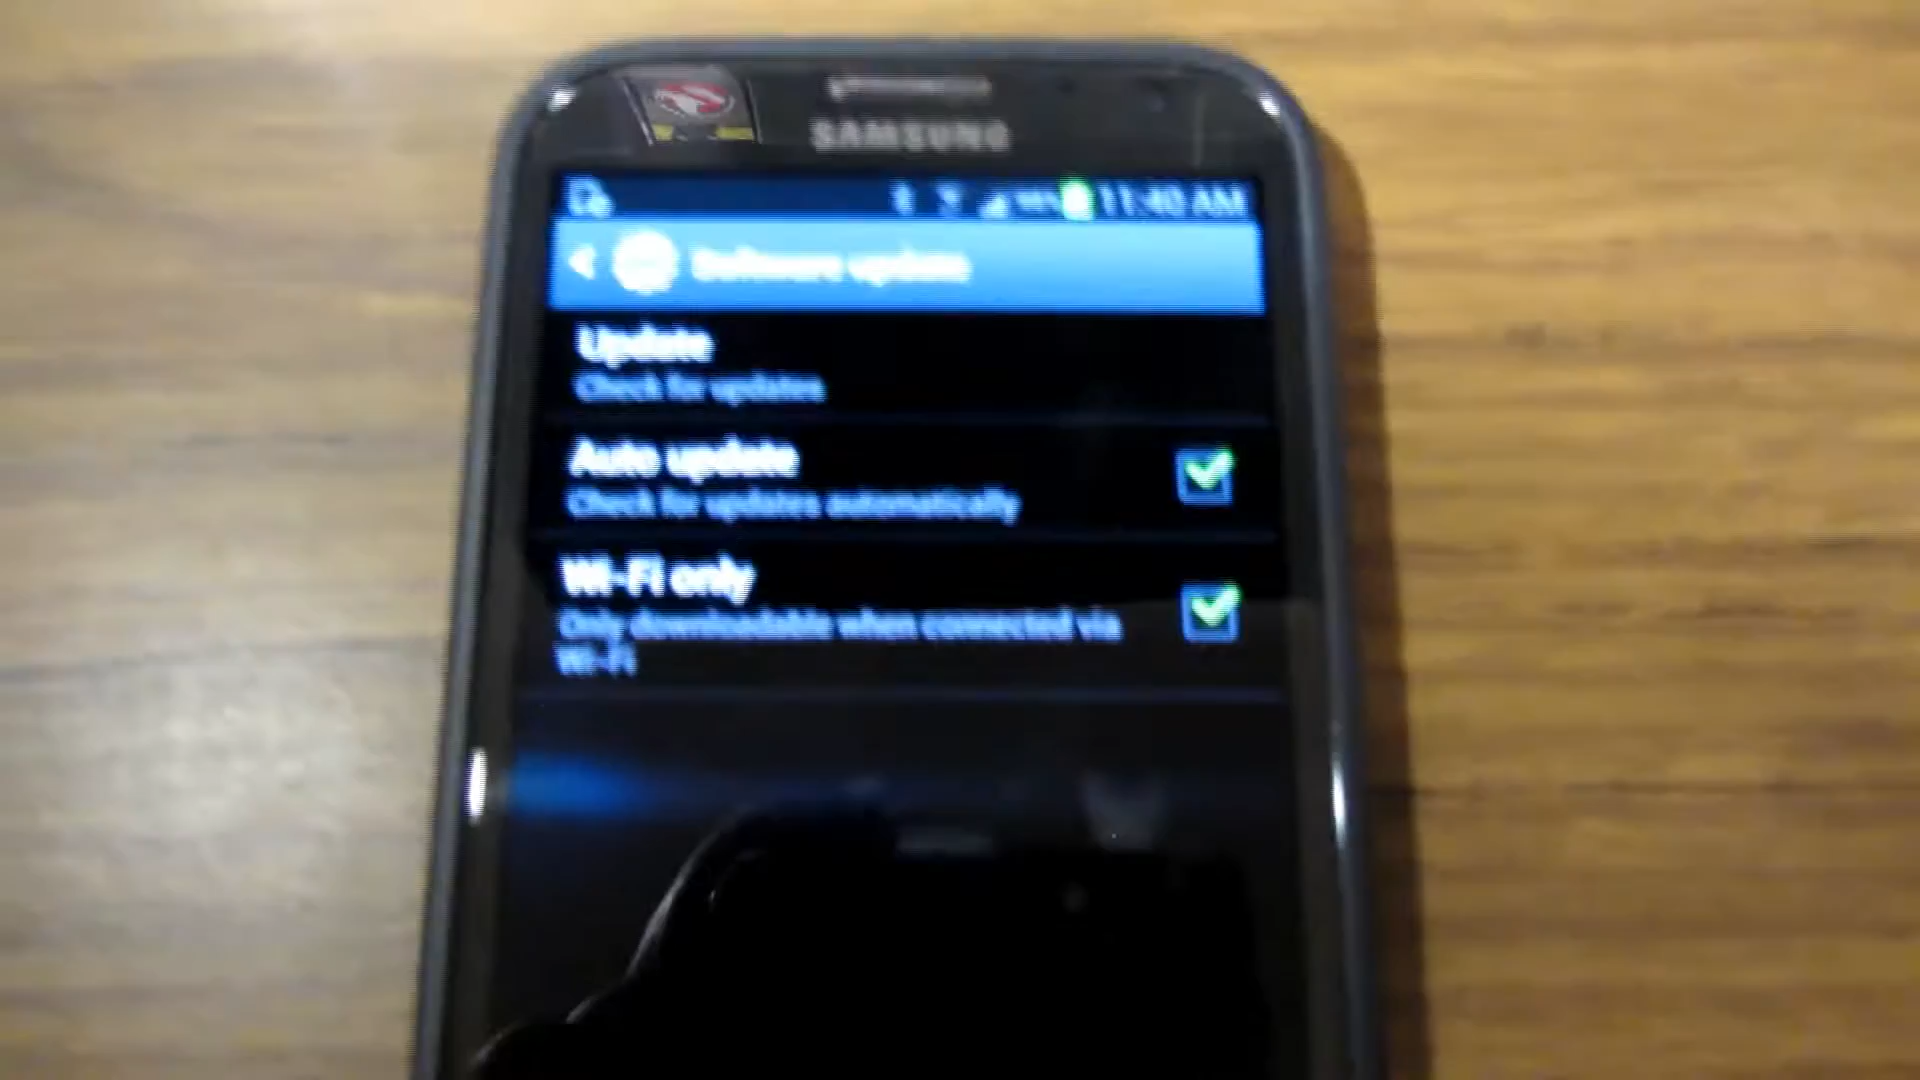 SAMSUNG
11:40 AM
Software update
Update
Check for updates
Auto update
Check for updates automatically
Wi-Fi only
Only downloadable when connected via
Wi-Fi